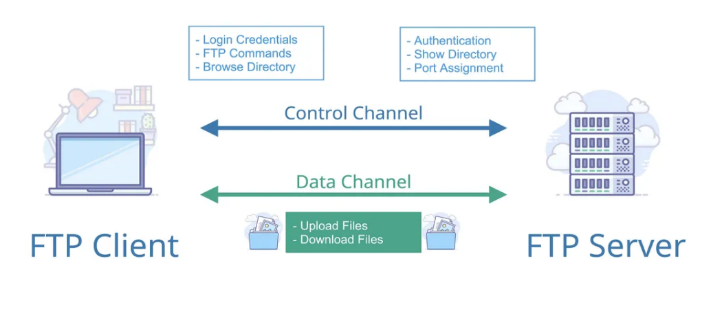 - Login Credentials
- FTP Commands
- Browse Directory
- Authentication
- Show Directory
- Port Assignment
Control Channel
Data Channel
- Upload Files
- Download Files
FTP Client
FTP Server